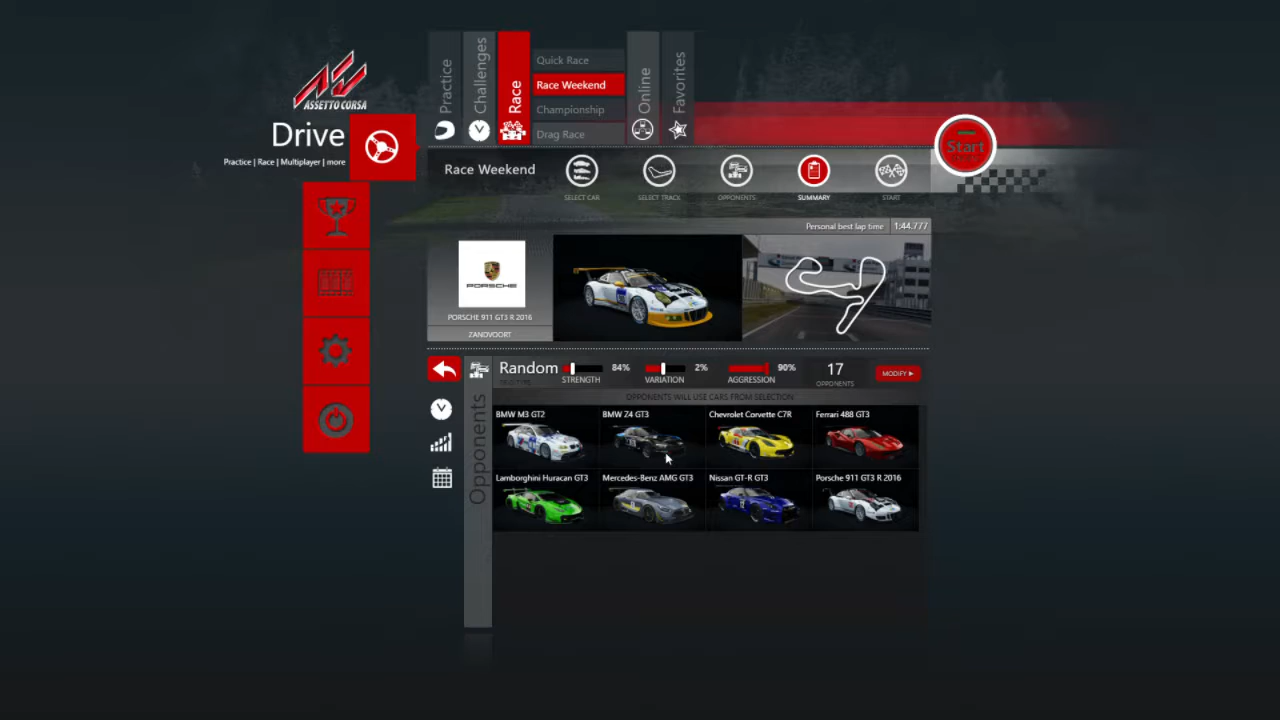 Practice
Challenges
Race
Quick Race
Race Weekend
Championship
Drag Race
Online
Favorites
ASSETTO CORSA
Drive
Practice | Race | Multiplayer | more
Start
Race Weekend
SELECT CAR
SELECT TRACK
OPPONENTS
SUMMARY
START
Personal best lap time 1:44.777
PORSCHE
PORSCHE 911 GT3 R 2016
ZANDVOORT
Opponents
Random
STRENGTH 84%
VARIATION 2%
AGGRESSION 90%
17
OPPONENTS
MODIFY
OPPONENTS WILL USE CARS FROM SELECTION
BMW M3 GT2
BMW Z4 GT3
Chevrolet Corvette C7R
Ferrari 488 GT3
Lamborghini Huracan GT3
Mercedes-Benz AMG GT3
Nissan GT-R GT3
Porsche 911 GT3 R 2016